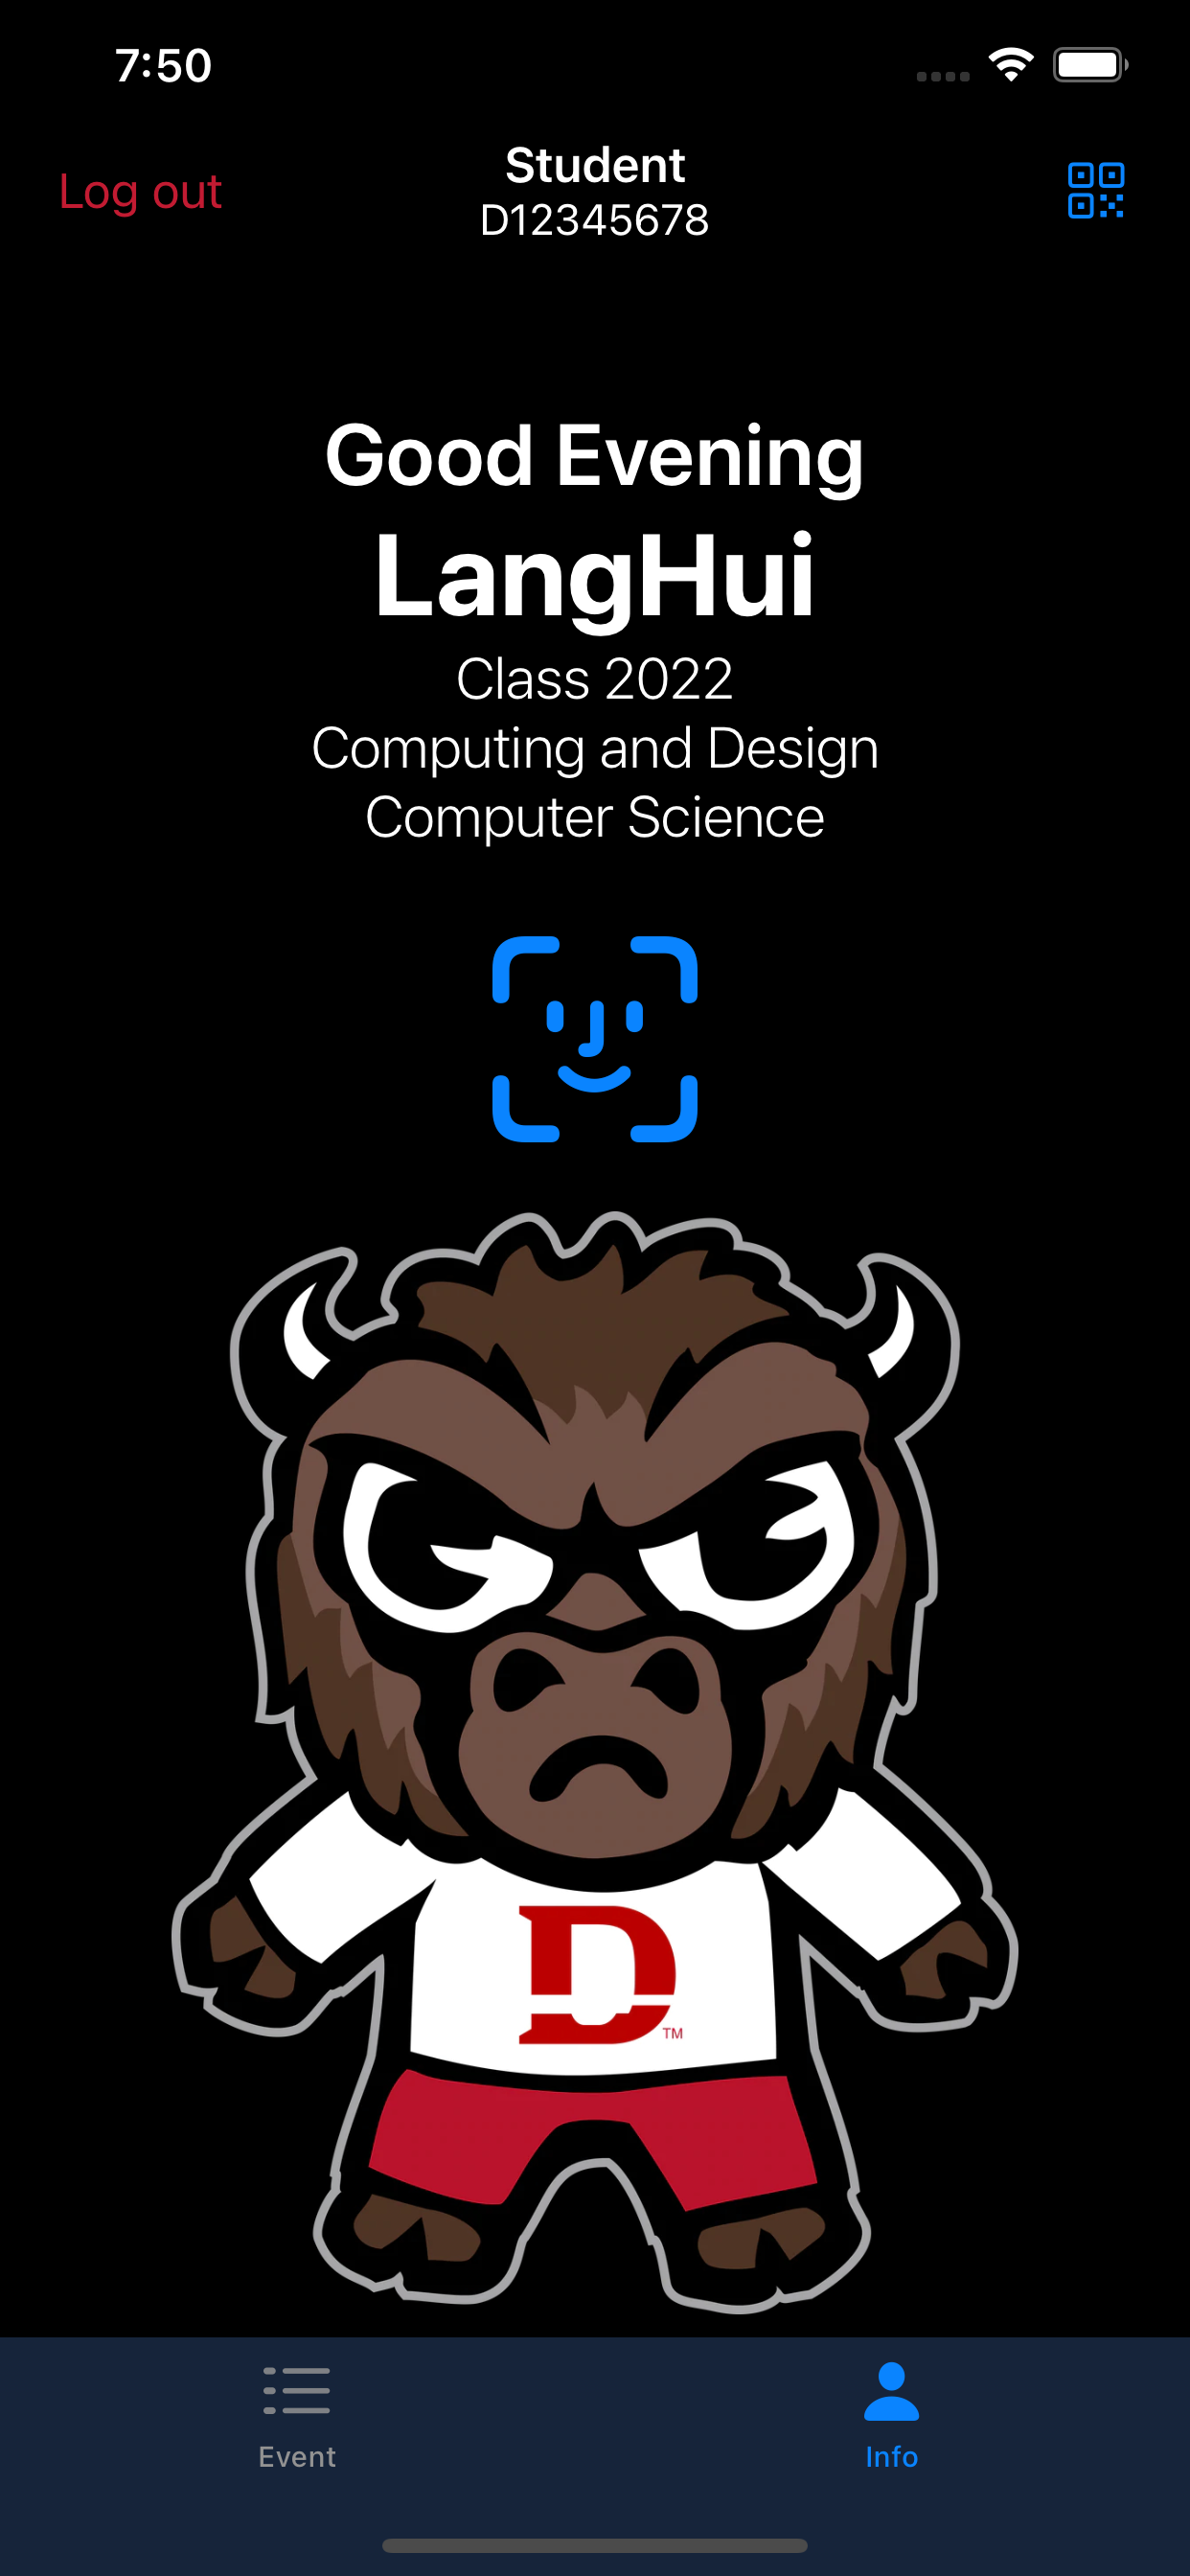 7:50
Log out
Student
D12345678
Good Evening
LangHui
Class 2022
Computing and Design
Computer Science
D
TM
Event
Info